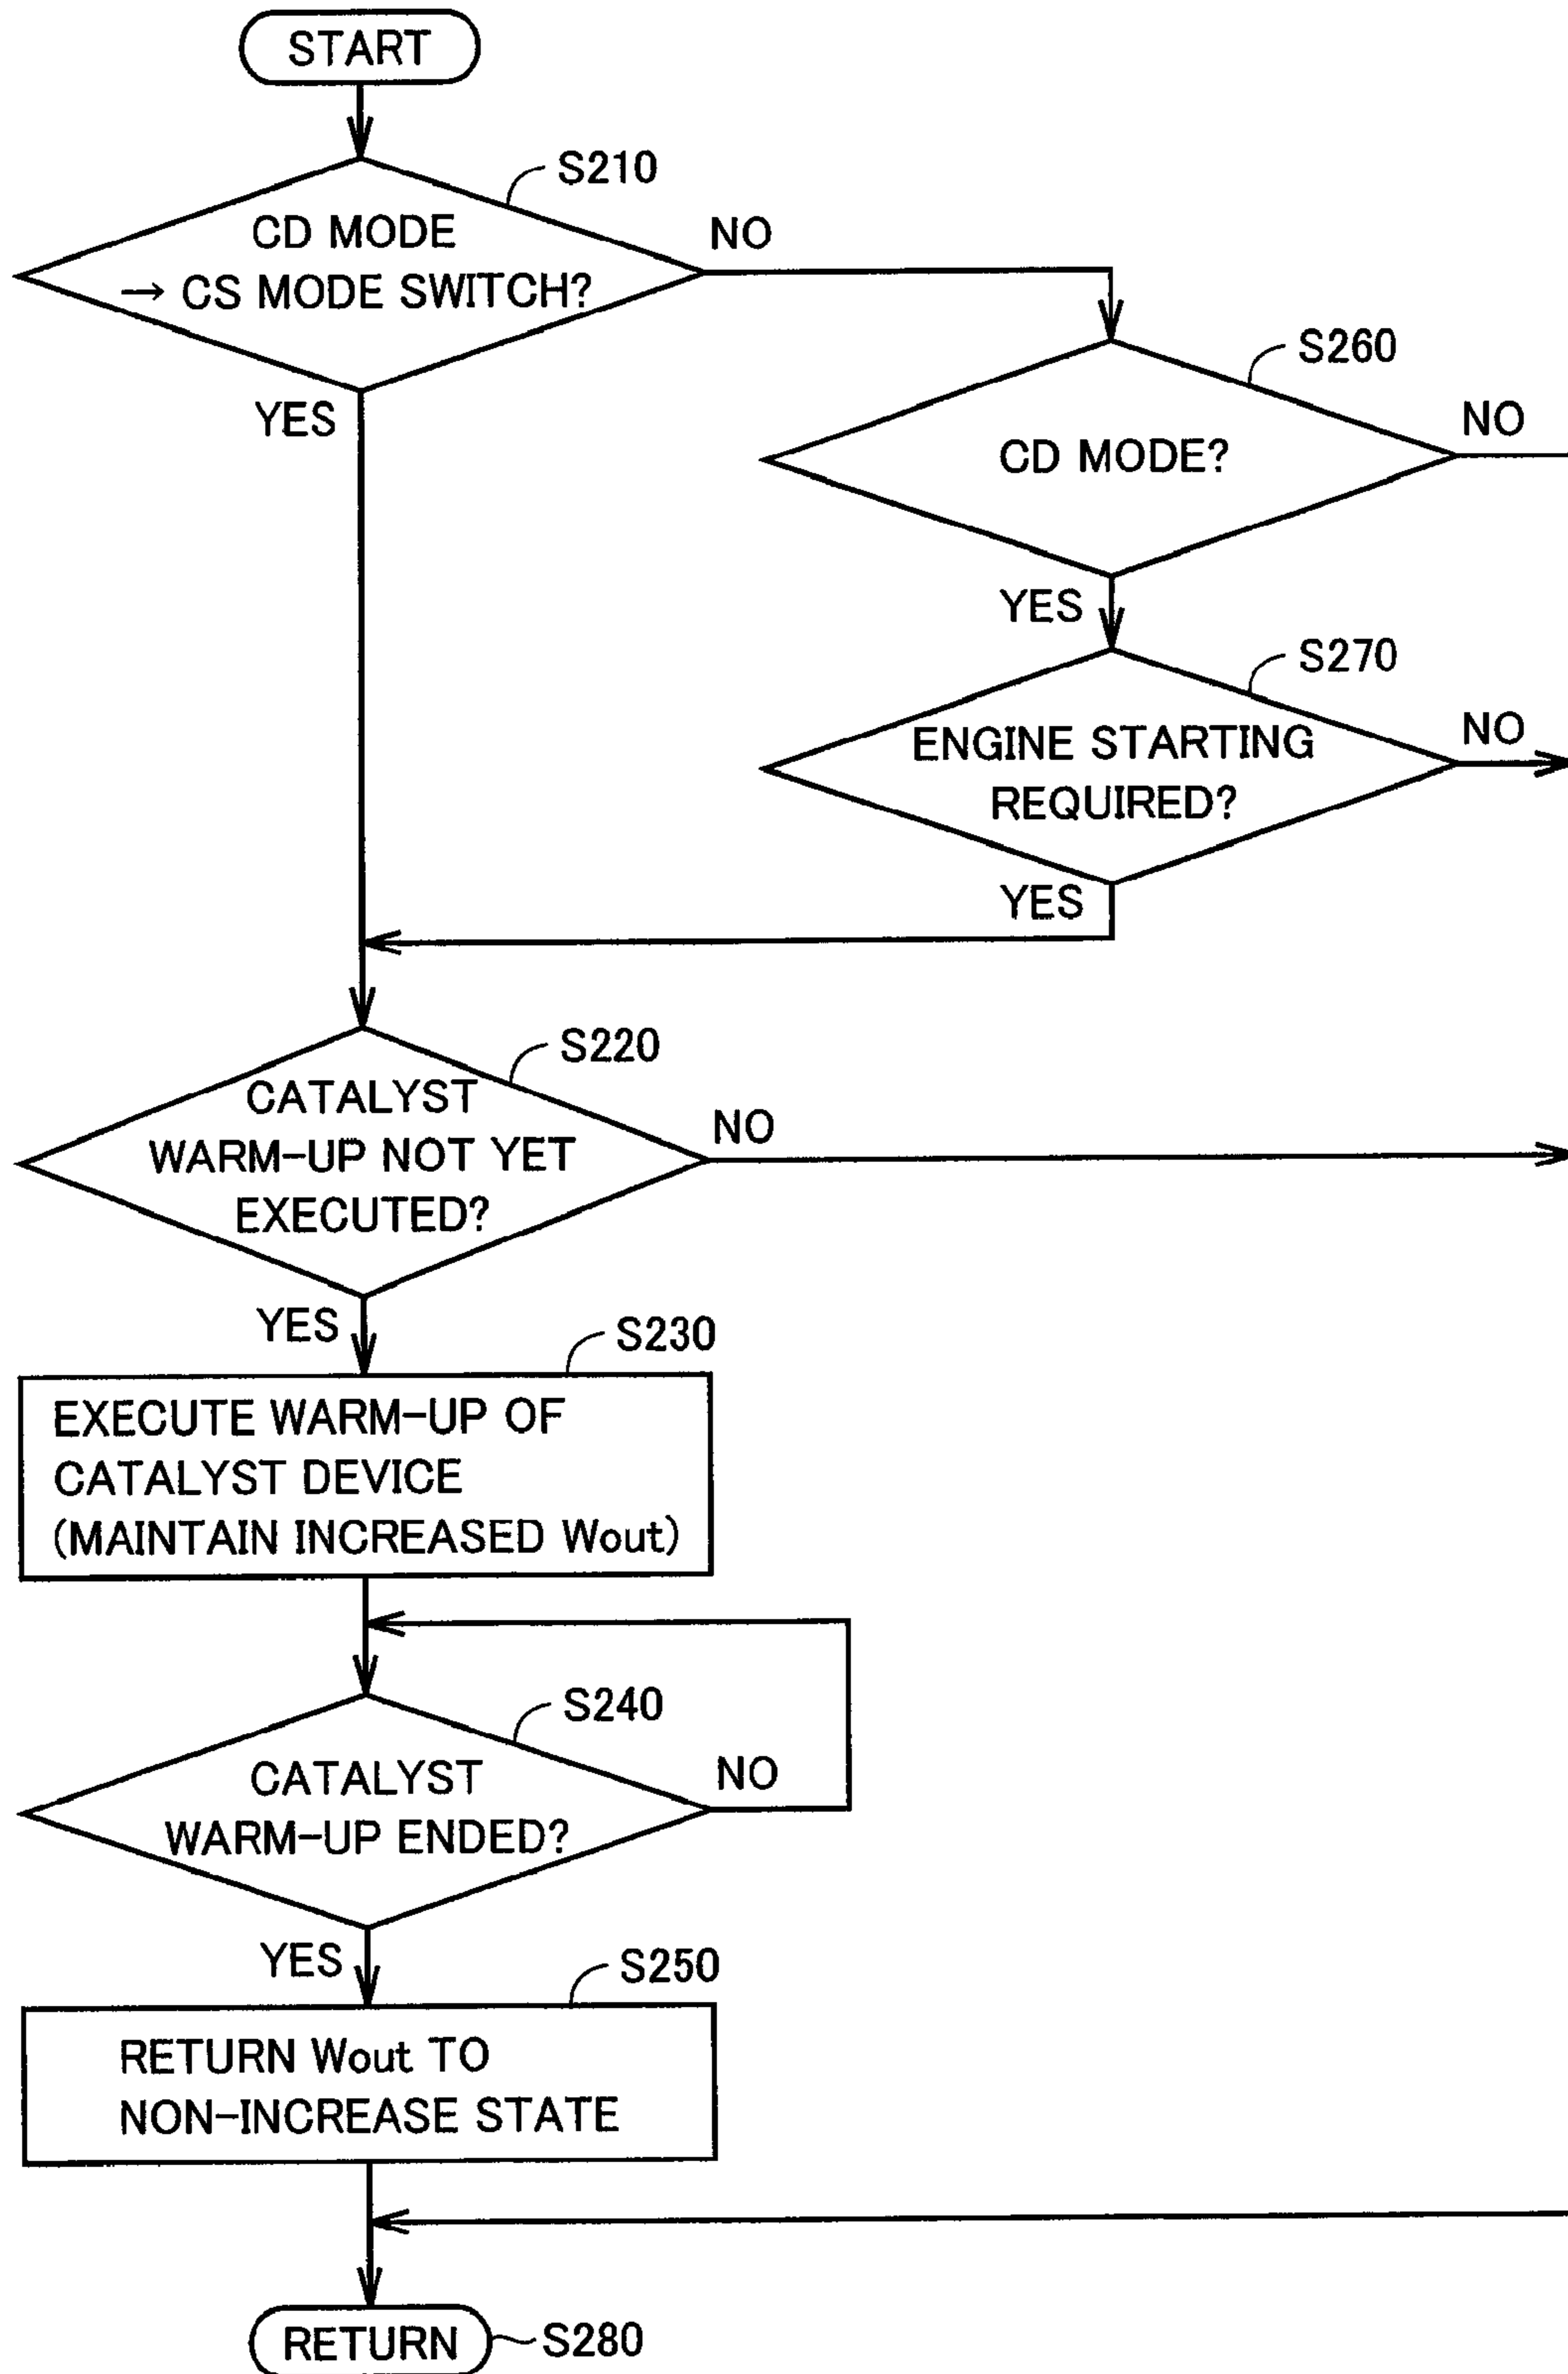 START
S210
CD MODE
→ CS MODE SWITCH?
NO
YES
S260
CD MODE?
NO
YES
S270
ENGINE STARTING
REQUIRED?
NO
YES
S220
CATALYST
WARM-UP NOT YET
EXECUTED?
NO
YES
S230
EXECUTE WARM-UP OF
CATALYST DEVICE
(MAINTAIN INCREASED Wout)
S240
CATALYST
WARM-UP ENDED?
NO
YES
S250
RETURN Wout TO
NON-INCREASE STATE
RETURN
S280